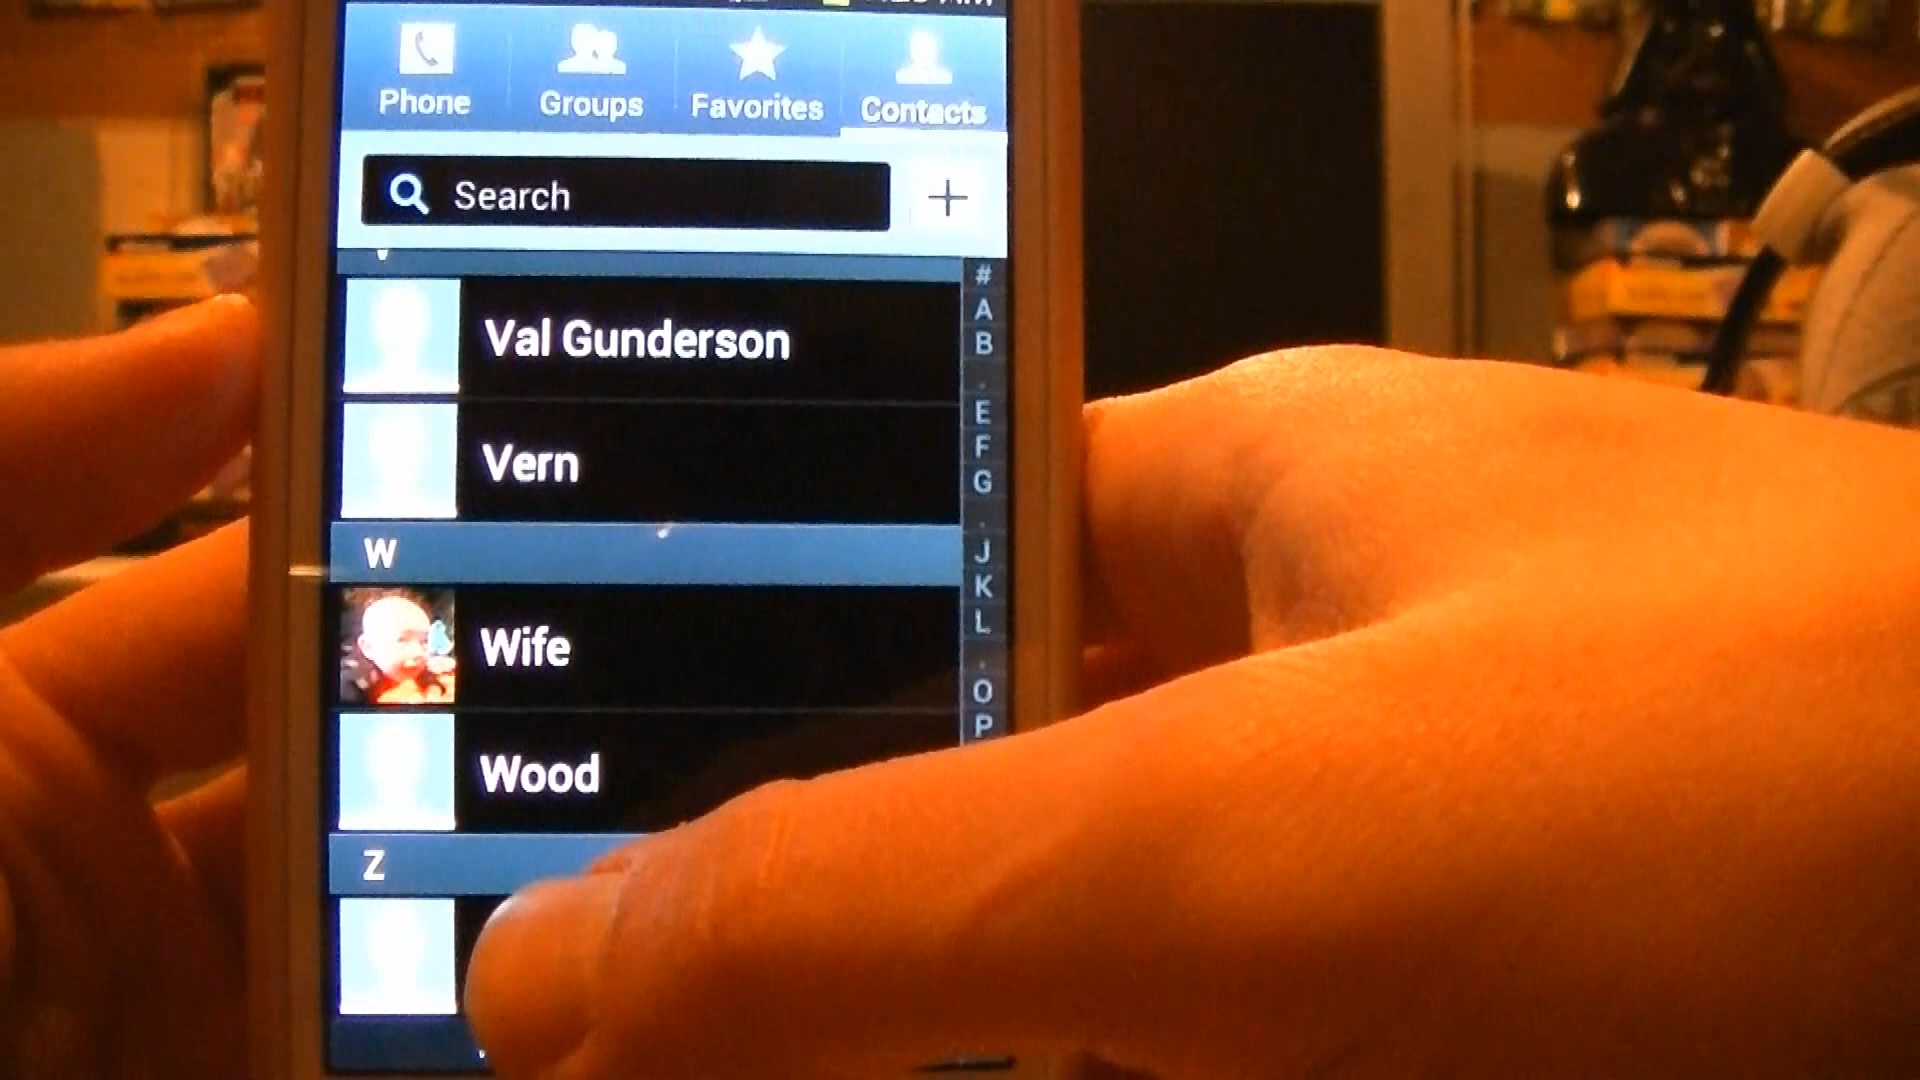 Phone Groups Favorites Contacts
Search +
Val Gunderson
Vern
W
Wife
Wood
Z
#
A
B
.
E
F
G
.
J
K
L
.
O
P